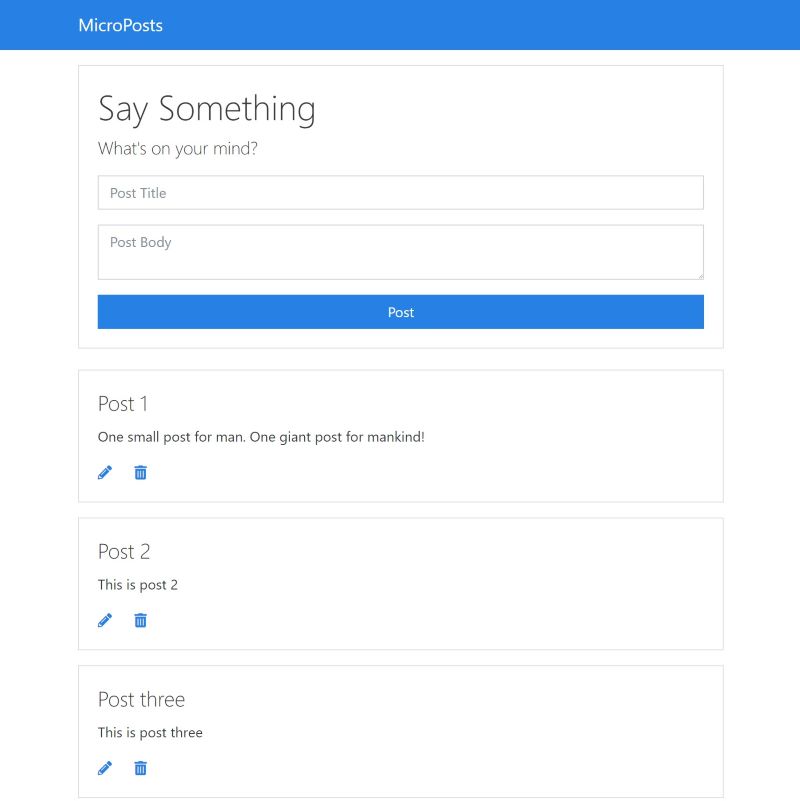 MicroPosts
Say Something
What's on your mind?
Post Title
Post Body
Post
Post 1
One small post for man. One giant post for mankind!
Post 2
This is post 2
Post three
This is post three